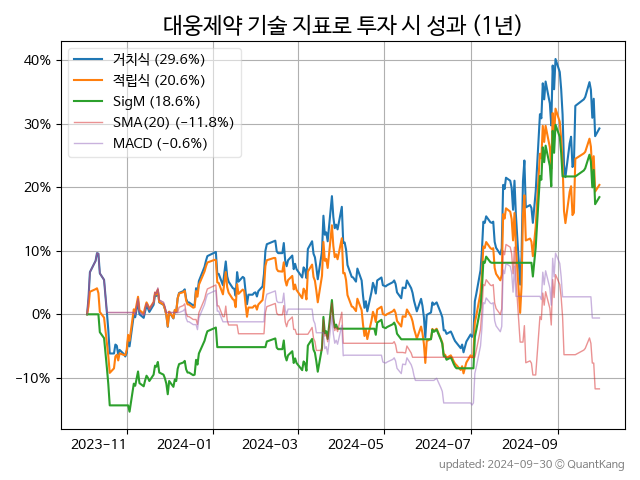 대웅제약 기술 지표로 투자 시 성과 (1년)
40%
30%
20%
10%
0%
−10%
거치식 (29.6%)
적립식 (20.6%)
SigM (18.6%)
SMA(20) (−11.8%)
MACD (−0.6%)
2023-11
2024-01
2024-03
2024-05
2024-07
2024-09
updated: 2024-09-30 © QuantKang